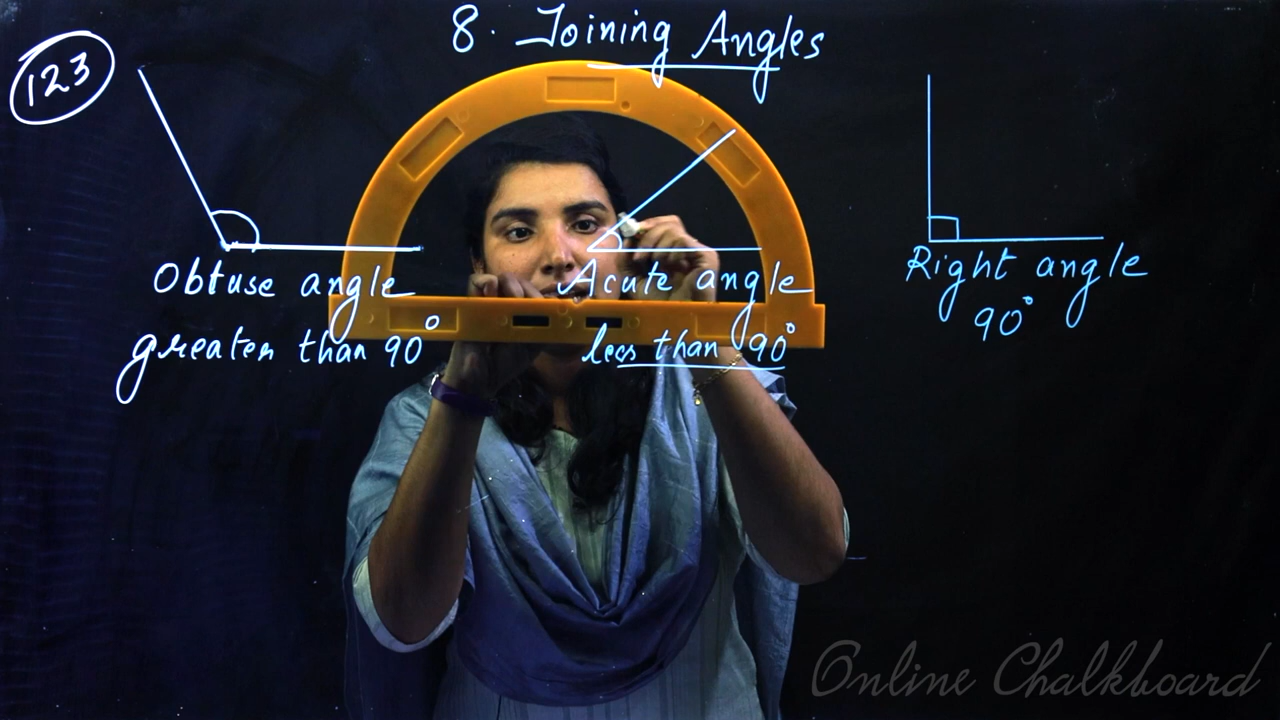 8. Joining Angles
123
Obtuse angle
greater than 90°
Acute angle
less than 90°
Right angle
90°
Online Chalkboard